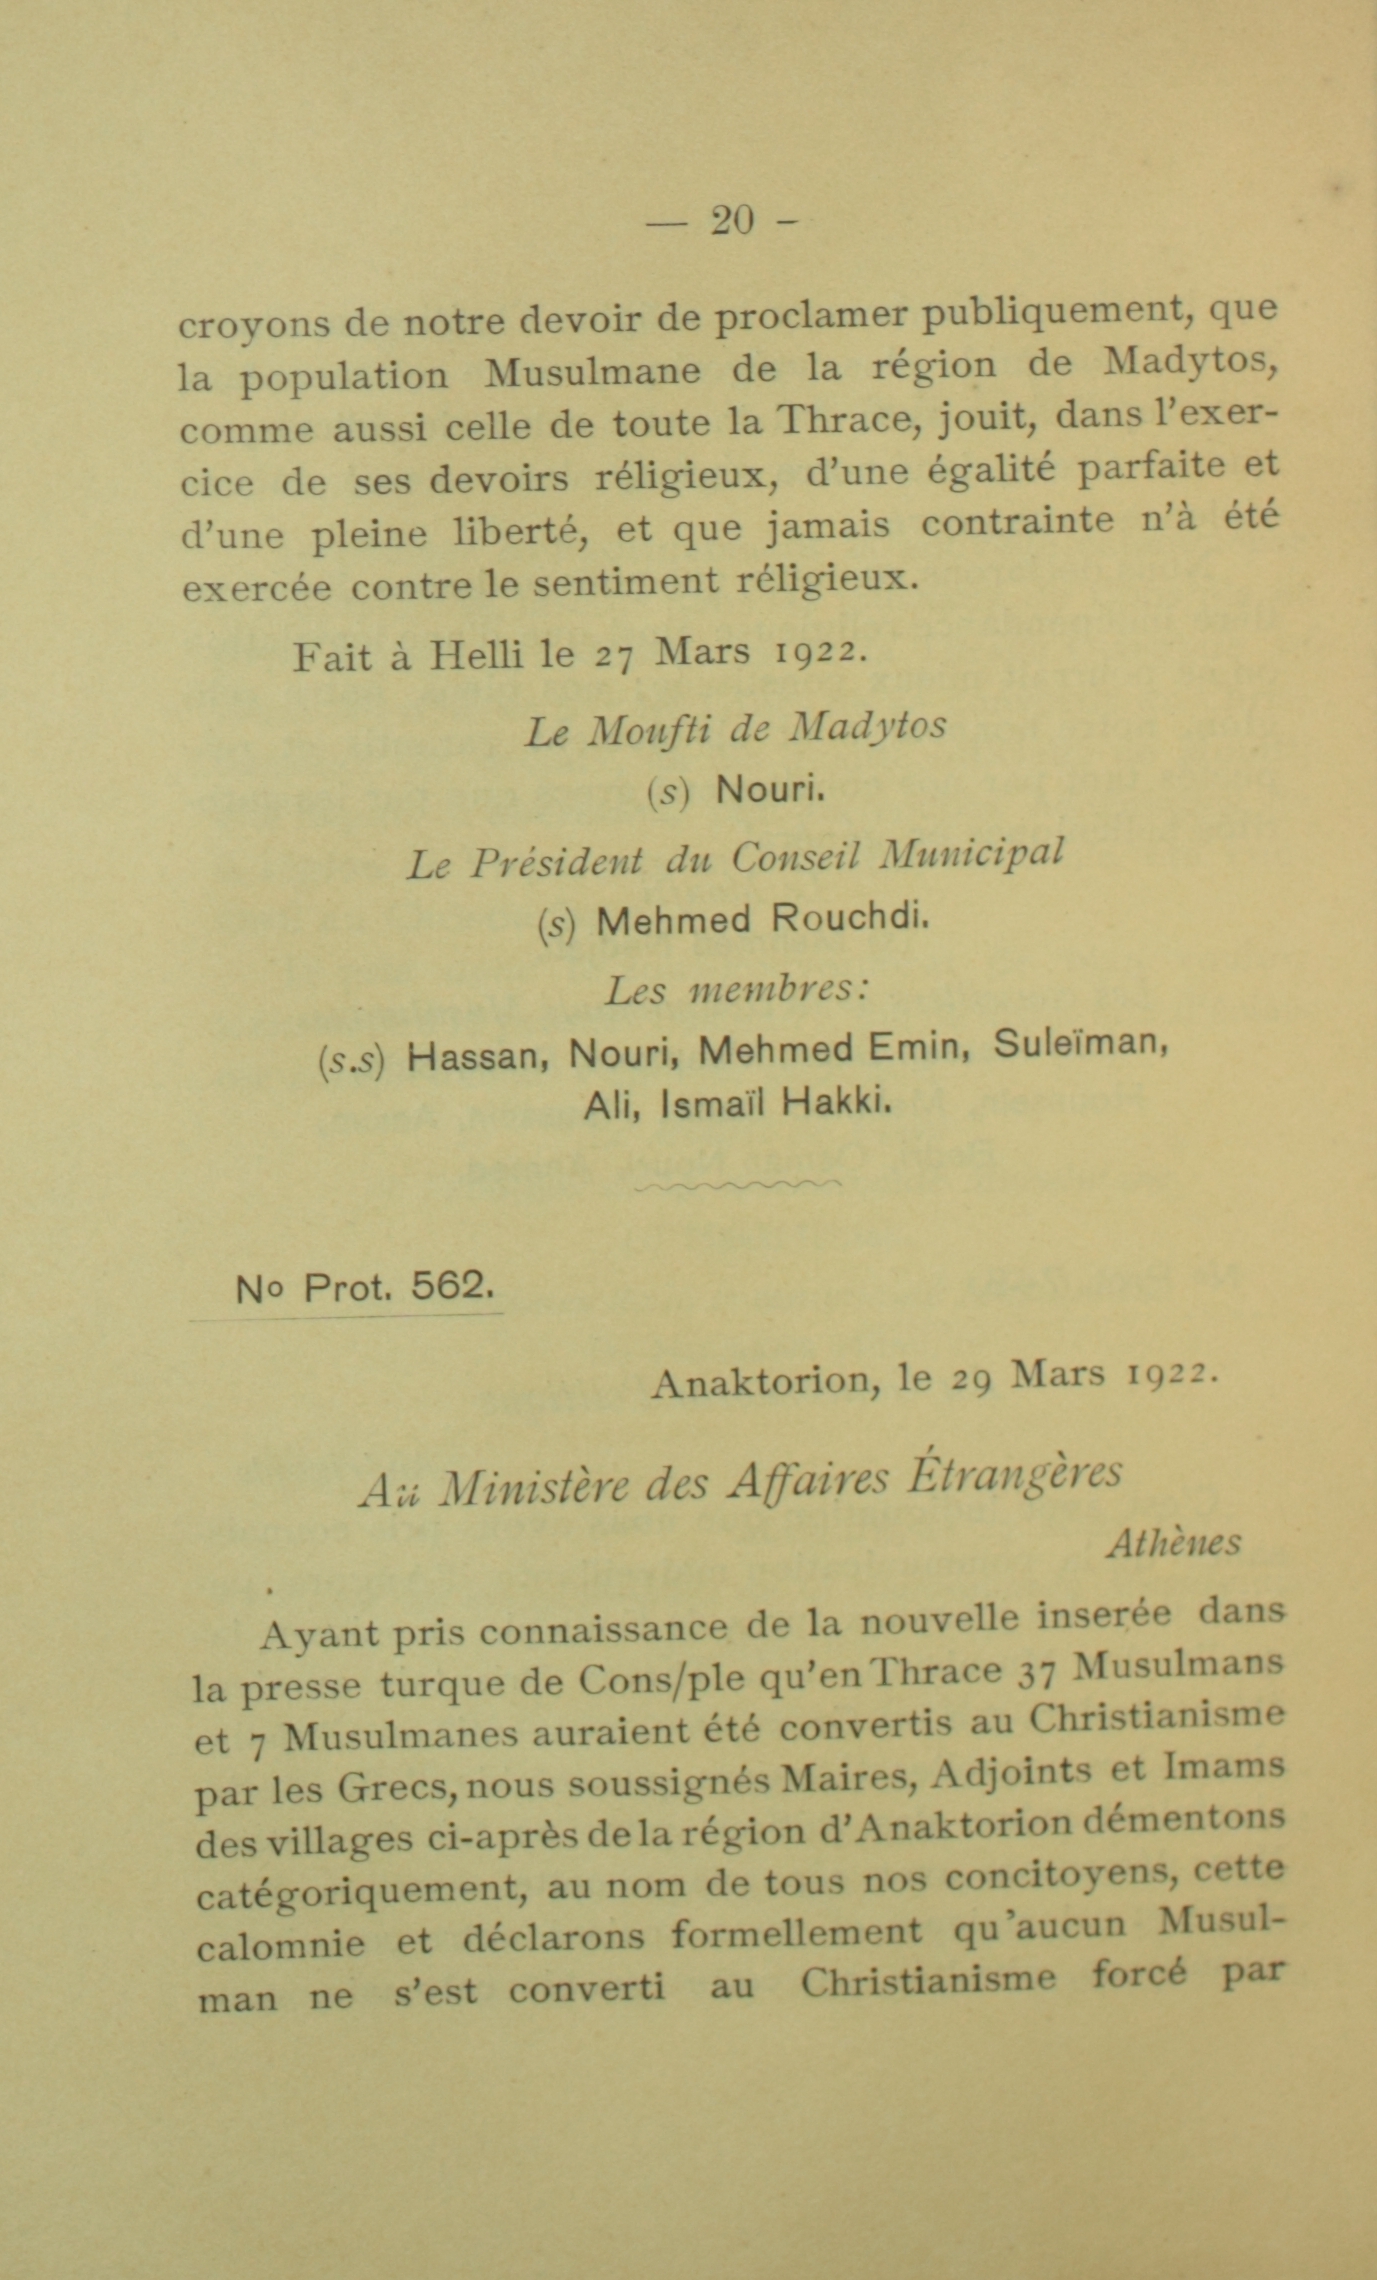 — 20 –
croyons de notre devoir de proclamer publiquement, que
la population Musulmane de la région de Madytos,
comme aussi celle de toute la Thrace, jouit, dans l'exer-
cice de ses devoirs réligieux, d'une égalité parfaite et
d'une pleine liberté, et que jamais contrainte n'à été
exercée contre le sentiment réligieux.
Fait à Helli le 27 Mars 1922.
Le Moufti de Madytos
(s) Nouri.
Le Président du Conseil Municipal
(s) Mehmed Rouchdi.
Les membres:
(s.s) Hassan, Nouri, Mehmed Emin, Suleïman,
Ali, Ismaïl Hakki.
No Prot. 562.
Anaktorion, le 29 Mars 1922.
Au Ministère des Affaires Étrangères
Athènes
Ayant pris connaissance de la nouvelle inserée dans
la presse turque de Cons/ple qu'en Thrace 37 Musulmans
et 7 Musulmanes auraient été convertis au Christianisme
par les Grecs, nous soussignés Maires, Adjoints et Imams
des villages ci-après de la région d'Anaktorion démentons
catégoriquement, au nom de tous nos concitoyens, cette
calomnie et déclarons formellement qu'aucun Musul-
man ne s'est converti au Christianisme forcé par